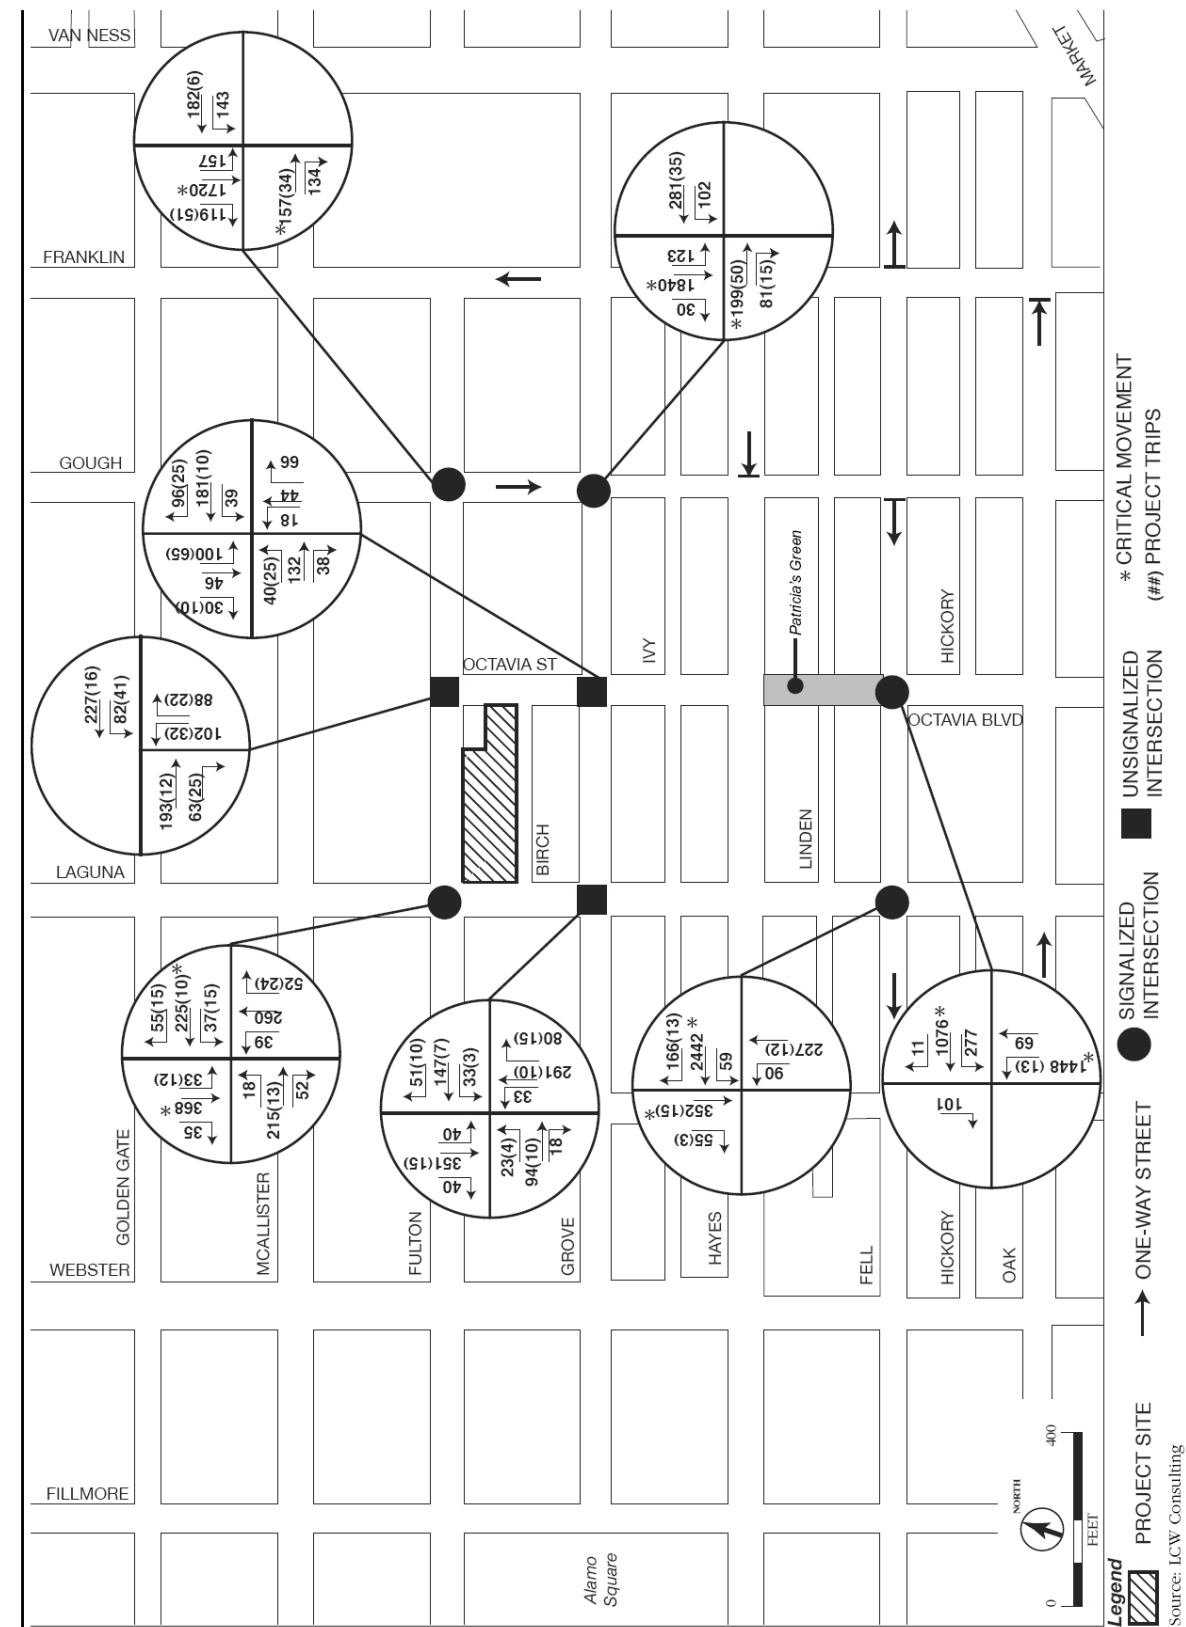 VAN NESS
MARKET
182(6)
143
157
1720*
119(51)
*157(34)
134
281(35)
102
123
1840*
30
*199(50)
81(15)
FRANKLIN
GOUGH
96(25)
181(10)
39
66
44
18
100(65)
46
30(10)
40(25)
132
38
Patricia's Green
HICKORY
IVY
OCTAVIA ST
OCTAVIA BLVD
227(16)
82(41)
88(22)
102(32)
193(12)
63(25)
BIRCH
LINDEN
LAGUNA
55(15)
225(10)*
37(15)
52(24)
260
39
33(12)
368*
35
18
215(13)
52
51(10)
147(7)
33(3)
80(15)
291(10)
33
40
351(15)
40
23(4)
94(10)
18
166(13)
2442*
59
227(12)
90
352(15)*
55(3)
11
1076*
277
69
1448 (13)*
101
GOLDEN GATE
MCALLISTER
FULTON
GROVE
HAYES
FELL
HICKORY
OAK
WEBSTER
FILLMORE
Alamo
Square
NORTH
0
400
FEET
Legend
PROJECT SITE
ONE-WAY STREET
SIGNALIZED
INTERSECTION
UNSIGNALIZED
INTERSECTION
* CRITICAL MOVEMENT
(##) PROJECT TRIPS
Source: LCW Consulting